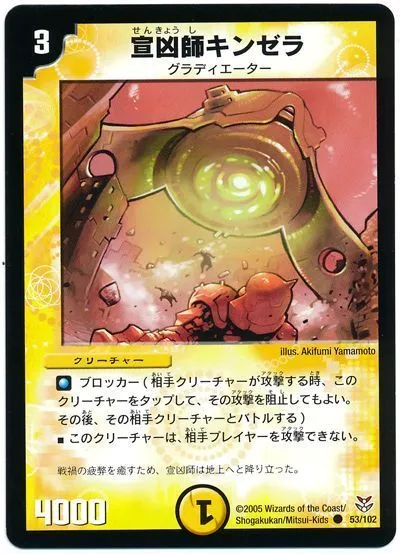 3
せんきょうし
宣凶師キンゼラ
グラディエーター
illus. Akifumi Yamamoto
クリーチャー
ブロッカー(相手クリーチャーが攻撃する時、この
クリーチャーをタップして、その攻撃を阻止してもよい。
その後、その相手クリーチャーとバトルする)
■ このクリーチャーは、相手プレイヤーを攻撃できない。
戦禍の疲弊を癒すため、宣凶師は地上へと降り立った。
4000
1
©2005 Wizards of the Coast/
Shogakukan/Mitsui-Kids ● 53/102